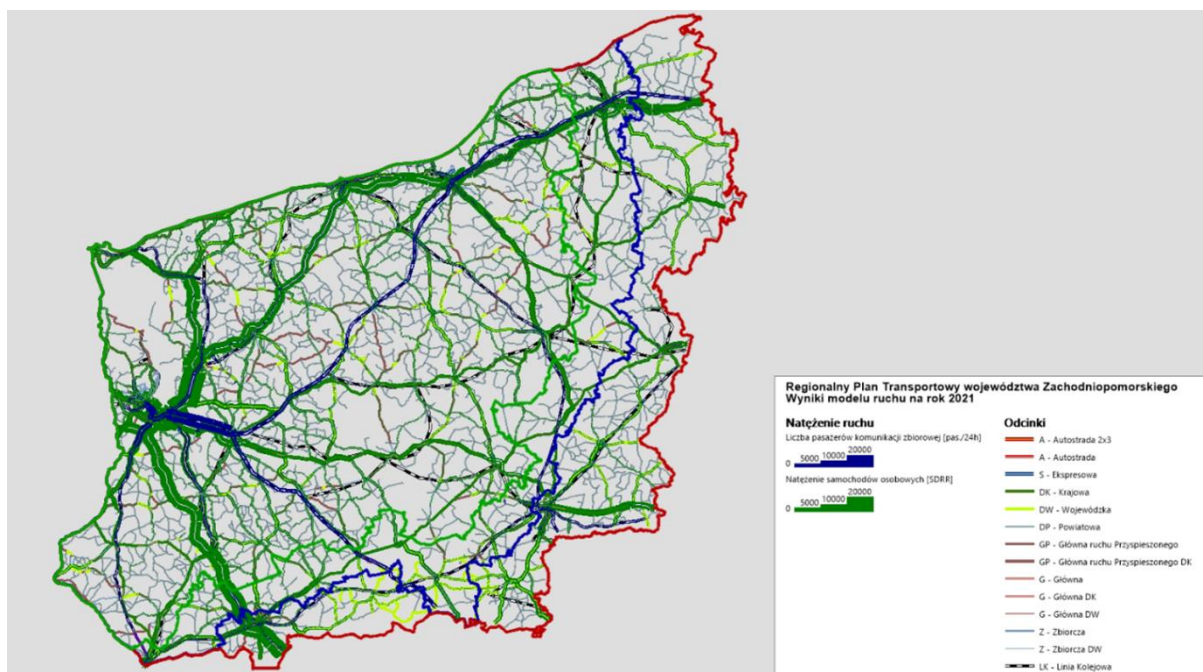 Regionalny Plan Transportowy województwa Zachodniopomorskiego
Wyniki modelu ruchu na rok 2021
Natężenie ruchu
Liczba pasażerów komunikacji zbiorowej [pas./24h]
0 5000 10000 20000
Natężenie samochodów osobowych [SDRR]
0 5000 10000 20000
Odcinki
A - Autostrada 2x3
A - Autostrada
S - Ekspresowa
DK - Krajowa
DW - Wojewódzka
DP - Powiatowa
GP - Główna ruchu Przyspieszonego
GP - Główna ruchu Przyspieszonego DK
G - Główna
G - Główna DK
G - Główna DW
Z - Zbiorcza
Z - Zbiorcza DW
LK - Linia Kolejowa